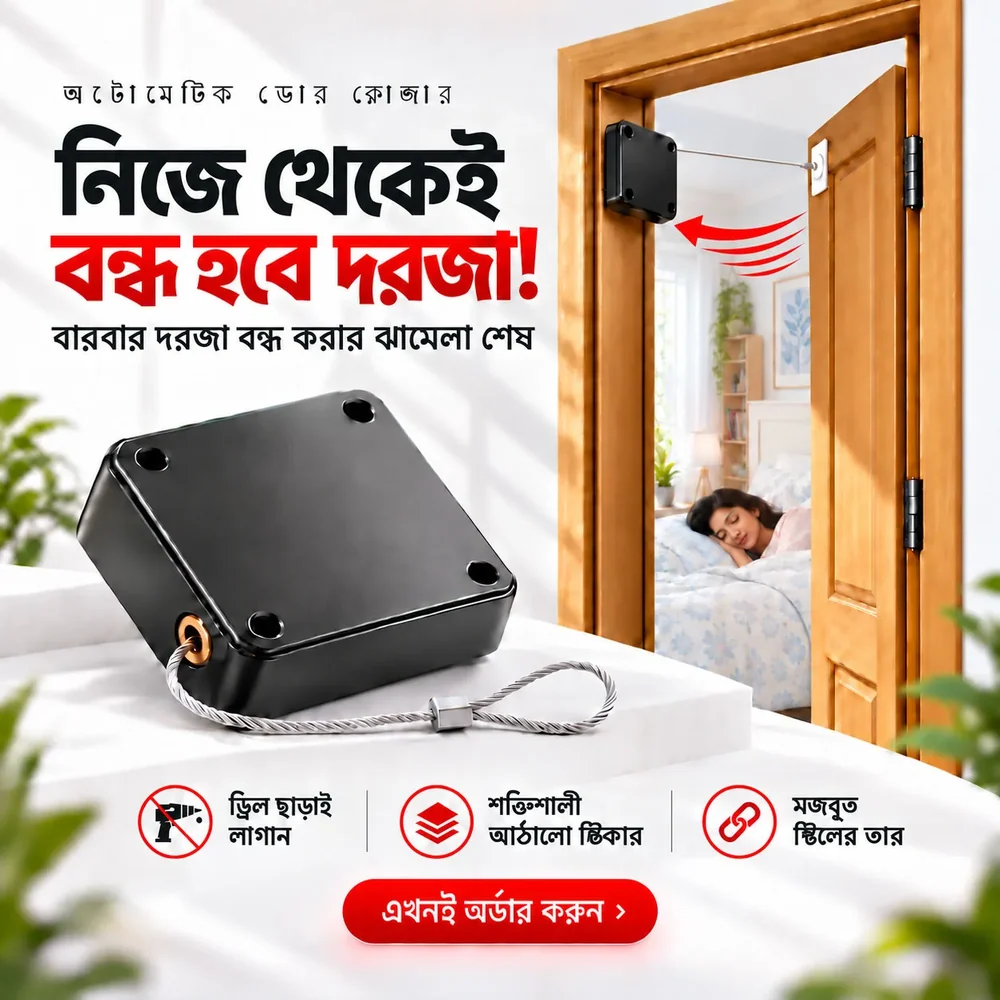 অটোমেটিক ডোর ক্লোজার
নিজে থেকেই
বন্ধ হবে দরজা!
বারবার দরজা বন্ধ করার ঝামেলা শেষ
ড্রিল ছাড়াই
লাগান
শক্তিশালী
আঠালো স্টিকার
মজবুত
স্টিলের তার
এখনই অর্ডার করুন ›